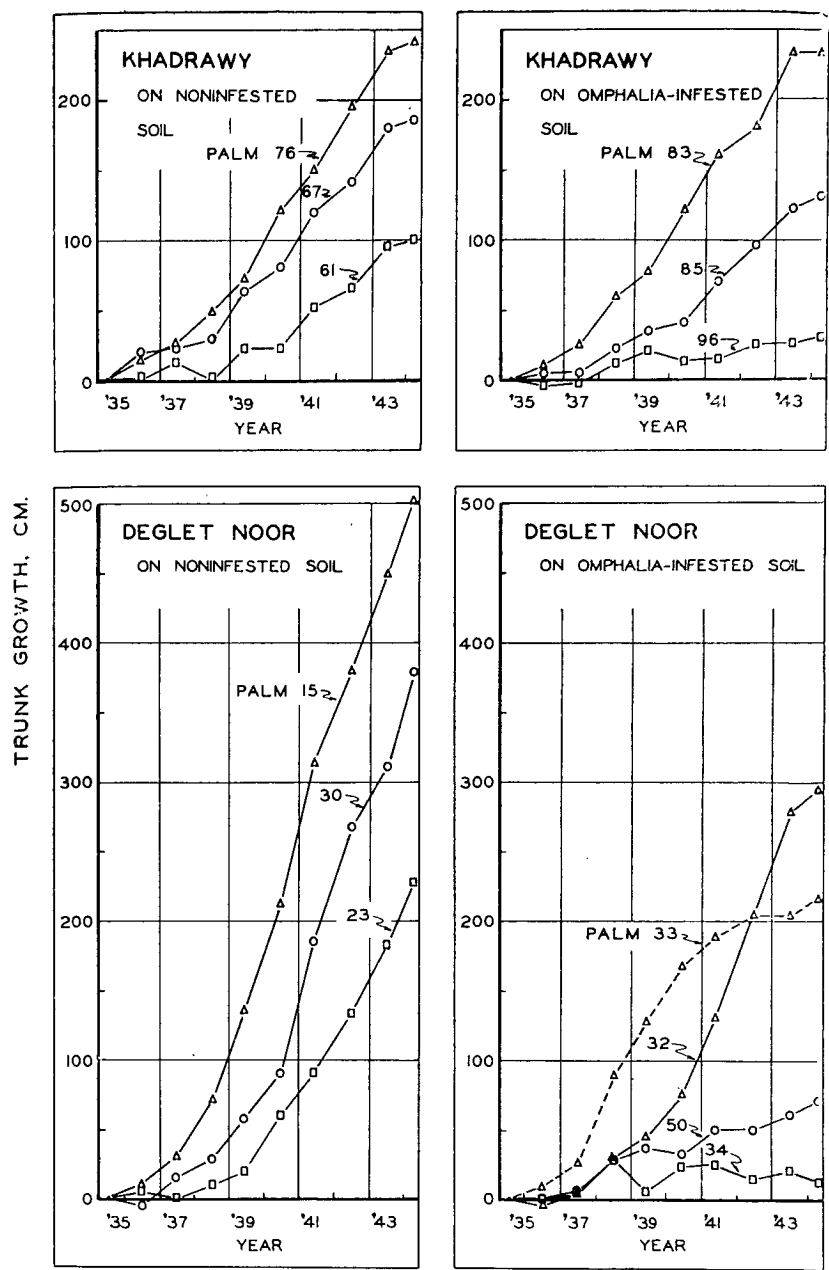 KHADRAWY
ON NONINFESTED
SOIL
PALM 76
67
61
200
100
0
'35 '37 '39 '41 '43
YEAR
KHADRAWY
ON OMPHALIA-INFESTED
SOIL
PALM 83
85
96
200
100
0
'35 '37 '39 '41 '43
YEAR
TRUNK GROWTH, CM.
DEGLET NOOR
ON NONINFESTED SOIL
PALM 15
30
23
500
400
300
200
100
0
'35 '37 '39 '41 '43
YEAR
DEGLET NOOR
ON OMPHALIA-INFESTED SOIL
PALM 33
32
50
34
500
400
300
200
100
0
'35 '37 '39 '41 '43
YEAR